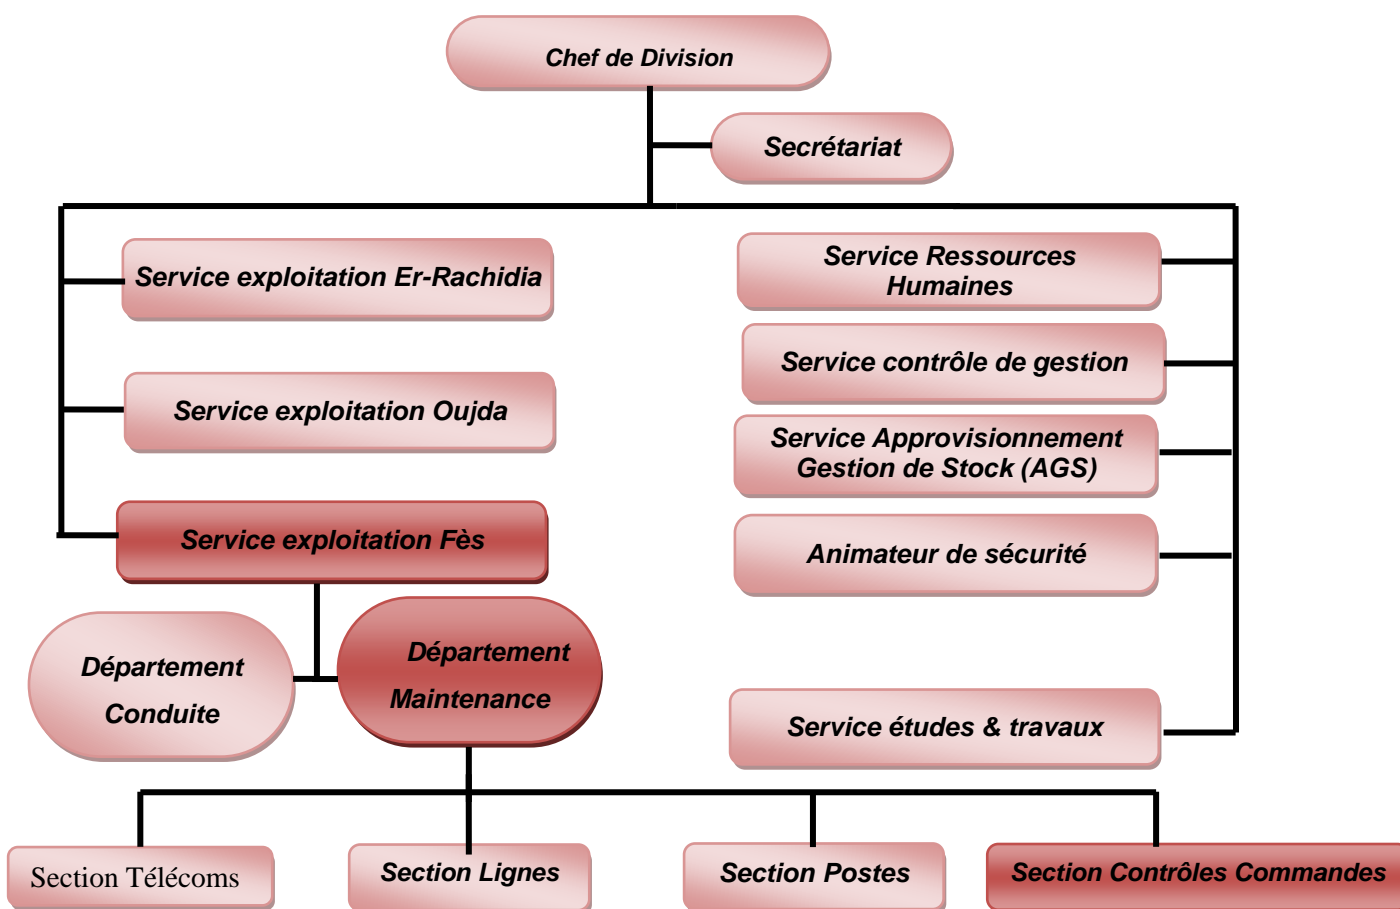 Chef de Division
Secrétariat
Service exploitation Er-Rachidia
Service exploitation Oujda
Service exploitation Fès
Département
Conduite
Département
Maintenance
Service Ressources
Humaines
Service contrôle de gestion
Service Approvisionnement
Gestion de Stock (AGS)
Animateur de sécurité
Service études & travaux
Section Télécoms
Section Lignes
Section Postes
Section Contrôles Commandes